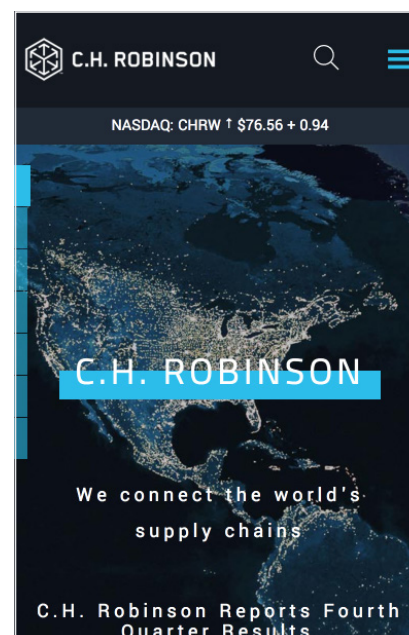 C.H. ROBINSON
NASDAQ: CHRW ↑ $76.56 + 0.94
C.H. ROBINSON
We connect the world's
supply chains
C.H. Robinson Reports Fourth
Quarter Results